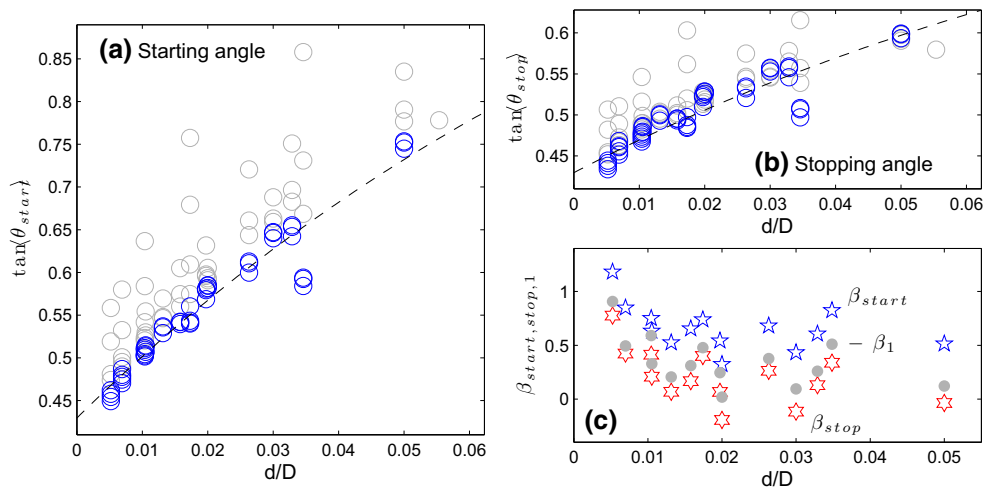 (a) Starting angle
tan⟨θstart⟩
0.85
0.8
0.75
0.7
0.65
0.6
0.55
0.5
0.45
0 0.01 0.02 0.03 0.04 0.05 0.06
d/D
(b) Stopping angle
tan⟨θstop⟩
0.65
0.55
0.45
0 0.01 0.02 0.03 0.04 0.05 0.06
d/D
(c)
βstart,stop,1
1
0.5
0
βstart
− β1
βstop
0 0.01 0.02 0.03 0.04 0.05
d/D